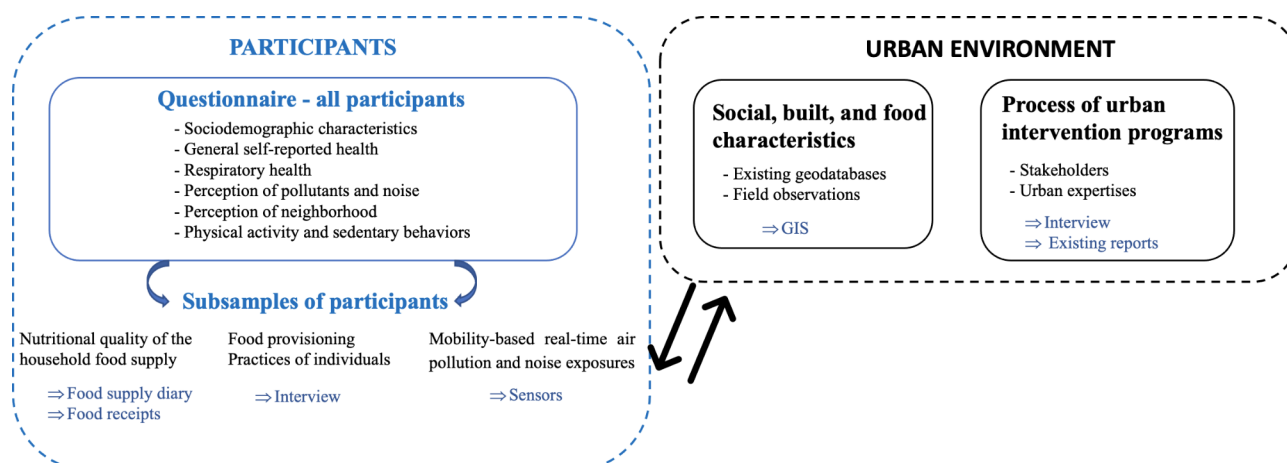 PARTICIPANTS
Questionnaire - all participants
- Sociodemographic characteristics
- General self-reported health
- Respiratory health
- Perception of pollutants and noise
- Perception of neighborhood
- Physical activity and sedentary behaviors
Subsamples of participants
Nutritional quality of the
household food supply
⇒ Food supply diary
⇒ Food receipts
Food provisioning
Practices of individuals
⇒ Interview
Mobility-based real-time air
pollution and noise exposures
⇒ Sensors
URBAN ENVIRONMENT
Social, built, and food
characteristics
- Existing geodatabases
- Field observations
⇒ GIS
Process of urban
intervention programs
- Stakeholders
- Urban expertises
⇒ Interview
⇒ Existing reports